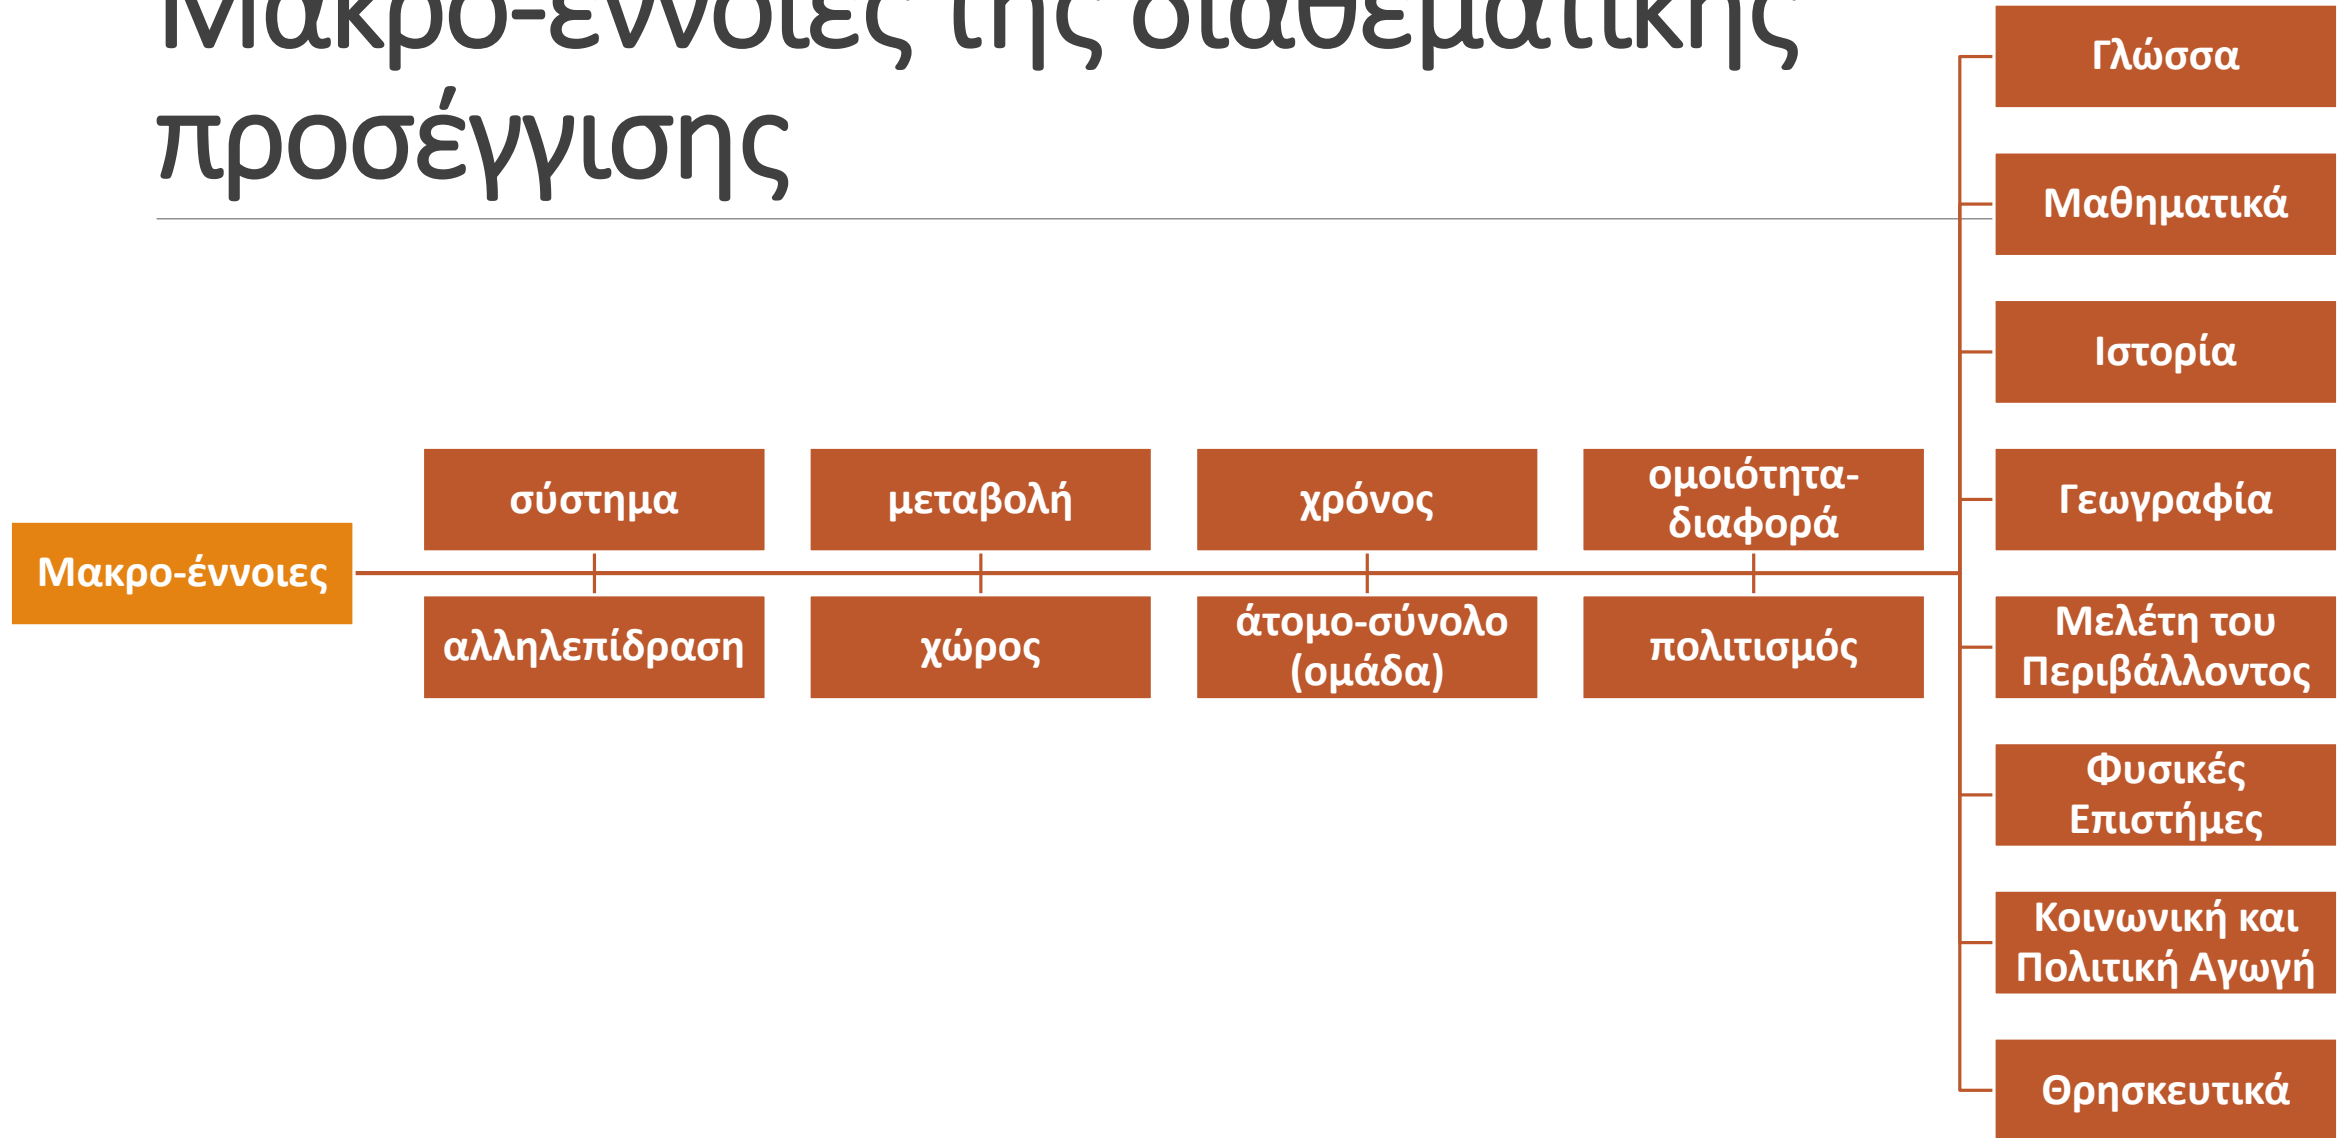 Μακρο-έννοιες της διαθεματικής
προσέγγισης
Μακρο-έννοιες
σύστημα
μεταβολή
χρόνος
ομοιότητα-
διαφορά
αλληλεπίδραση
χώρος
άτομο-σύνολο
(ομάδα)
πολιτισμός
Γλώσσα
Μαθηματικά
Ιστορία
Γεωγραφία
Μελέτη του
Περιβάλλοντος
Φυσικές
Επιστήμες
Κοινωνική και
Πολιτική Αγωγή
Θρησκευτικά